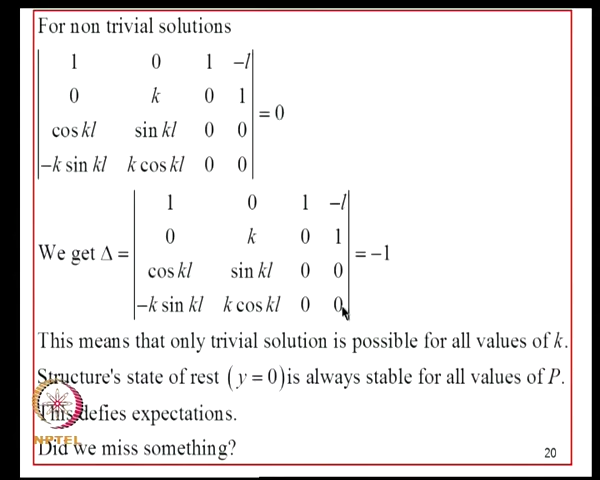 For non trivial solutions
1 0 1 −l
0 k 0 1
cos kl sin kl 0 0 = 0
−k sin kl k cos kl 0 0
1 0 1 −l
0 k 0 1
We get Δ = cos kl sin kl 0 0 = −1
−k sin kl k cos kl 0 0
This means that only trivial solution is possible for all values of k.
Structure's state of rest (y = 0) is always stable for all values of P.
This defies expectations.
NPTEL
Did we miss something?
20